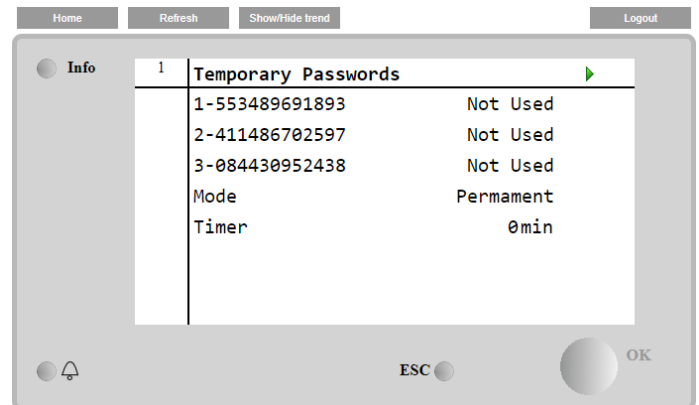 Home Refresh Show/Hide trend Logout
Info
1 Temporary Passwords
1-553489691893 Not Used
2-411486702597 Not Used
3-084430952438 Not Used
Mode Permament
Timer 0min
ESC OK